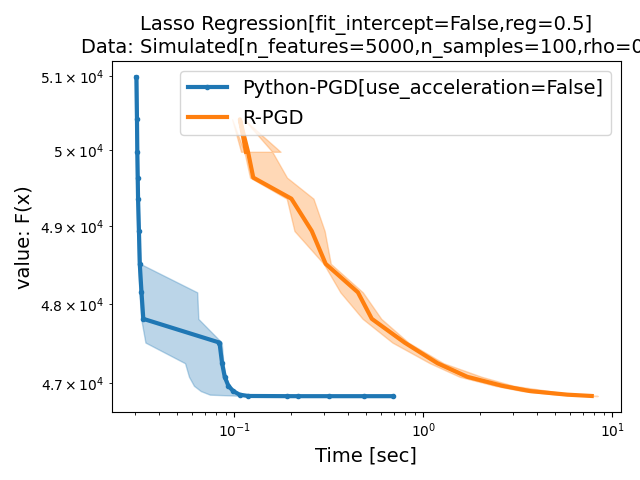 Lasso Regression[fit_intercept=False,reg=0.5]
Data: Simulated[n_features=5000,n_samples=100,rho=0
Python-PGD[use_acceleration=False]
R-PGD
value: F(x)
5.1 × 10⁴
5 × 10⁴
4.9 × 10⁴
4.8 × 10⁴
4.7 × 10⁴
10⁻¹
10⁰
10¹
Time [sec]